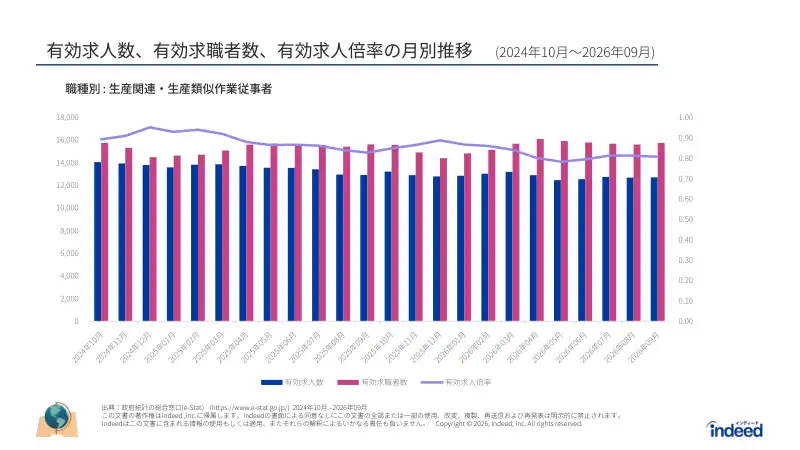 有効求人数、有効求職者数、有効求人倍率の月別推移 (2024年10月～2026年09月)
職種別 : 生産関連・生産類似作業従事者
18,000
16,000
14,000
12,000
10,000
8,000
6,000
4,000
2,000
0
1.00
0.90
0.80
0.70
0.60
0.50
0.40
0.30
0.20
0.10
0.00
2024年10月
2024年11月
2024年12月
2025年01月
2025年02月
2025年03月
2025年04月
2025年05月
2025年06月
2025年07月
2025年08月
2025年09月
2025年10月
2025年11月
2025年12月
2026年01月
2026年02月
2026年03月
2026年04月
2026年05月
2026年06月
2026年07月
2026年08月
2026年09月
有効求人数 有効求職者数 有効求人倍率
出典：政府統計の総合窓口(e-Stat) (https://www.e-stat.go.jp/) 2024年10月 –2026年09月
この文書の著作権はIndeed ,Inc.に帰属します。Indeedの書面による同意なしにこの文書の全部または一部の使用、改変、複製、再送信および再発表は明示的に禁止されます。
Indeedはこの文書に含まれる情報の使用もしくは適用、またそれらの解釈によるいかなる責任も負いません。 Copyright © 2026, Indeed, Inc. All rights reserved.
インディード
indeed